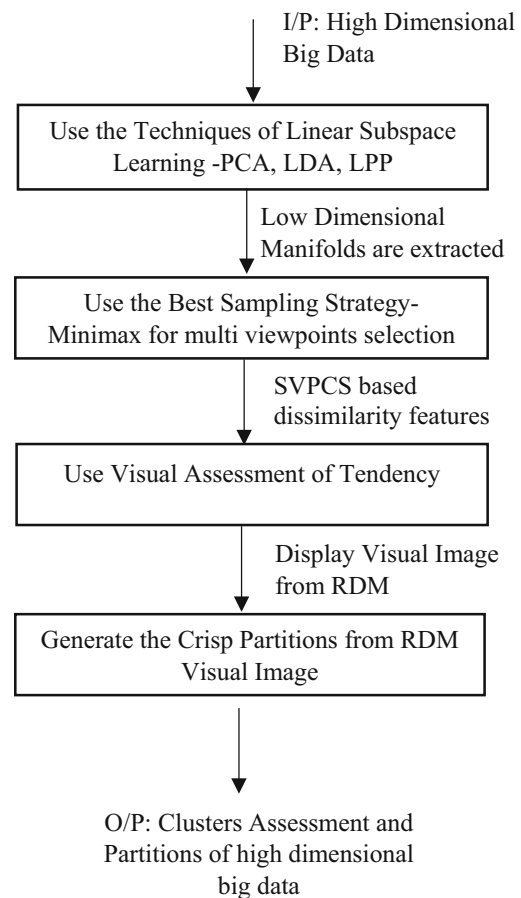 I/P: High Dimensional
Big Data
Use the Techniques of Linear Subspace
Learning -PCA, LDA, LPP
Low Dimensional
Manifolds are extracted
Use the Best Sampling Strategy-
Minimax for multi viewpoints selection
SVPCS based
dissimilarity features
Use Visual Assessment of Tendency
Display Visual Image
from RDM
Generate the Crisp Partitions from RDM
Visual Image
O/P: Clusters Assessment and
Partitions of high dimensional
big data